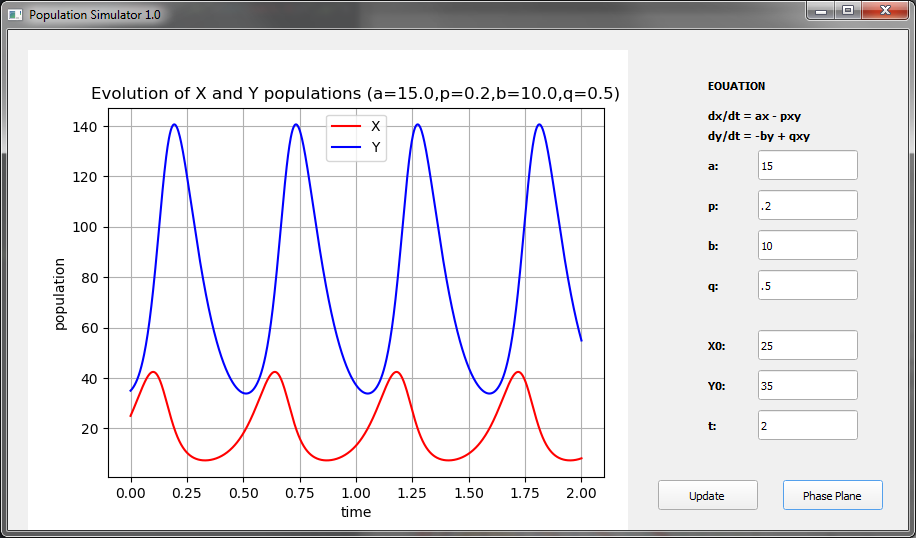 Population Simulator 1.0
Evolution of X and Y populations (a=15.0,p=0.2,b=10.0,q=0.5)
X
Y
140
120
100
80
60
40
20
population
0.00 0.25 0.50 0.75 1.00 1.25 1.50 1.75 2.00
time
EQUATION
dx/dt = ax - pxy
dy/dt = -by + qxy
a: 15
p: .2
b: 10
q: .5
X0: 25
Y0: 35
t: 2
Update Phase Plane